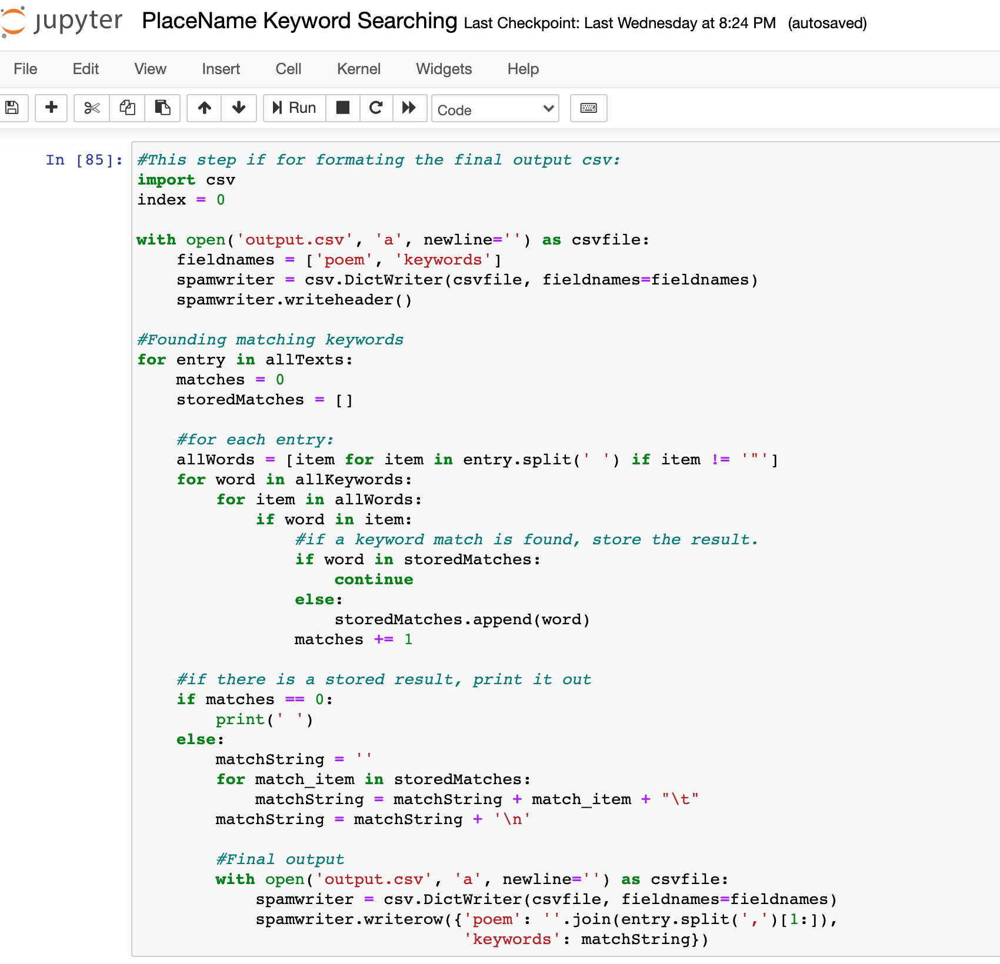 jupyter PlaceName Keyword Searching Last Checkpoint: Last Wednesday at 8:24 PM (autosaved)
File Edit View Insert Cell Kernel Widgets Help
Run Code
In [85]:
#This step if for formating the final output csv:
import csv
index = 0

with open('output.csv', 'a', newline='') as csvfile:
    fieldnames = ['poem', 'keywords']
    spamwriter = csv.DictWriter(csvfile, fieldnames=fieldnames)
    spamwriter.writeheader()

#Founding matching keywords
for entry in allTexts:
    matches = 0
    storedMatches = []

    #for each entry:
    allWords = [item for item in entry.split(' ') if item != '"']
    for word in allKeywords:
        for item in allWords:
            if word in item:
                #if a keyword match is found, store the result.
                if word in storedMatches:
                    continue
                else:
                    storedMatches.append(word)
                matches += 1

    #if there is a stored result, print it out
    if matches == 0:
        print(' ')
    else:
        matchString = ''
        for match_item in storedMatches:
            matchString = matchString + match_item + "\t"
        matchString = matchString + '\n'

        #Final output
        with open('output.csv', 'a', newline='') as csvfile:
            spamwriter = csv.DictWriter(csvfile, fieldnames=fieldnames)
            spamwriter.writerow({'poem': ''.join(entry.split(',')[1:]),
                                 'keywords': matchString})